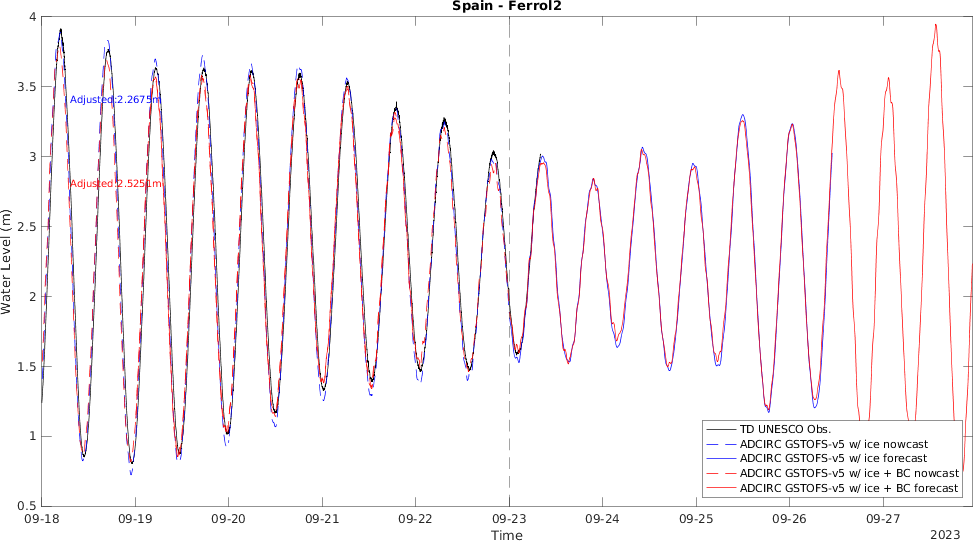 Spain - Ferrol2
4
3.5
3
2.5
2
1.5
1
0.5
Water Level (m)
Adjusted:2.2675m
Adjusted:2.5251m
TD UNESCO Obs.
ADCIRC GSTOFS-v5 w/ ice nowcast
ADCIRC GSTOFS-v5 w/ ice forecast
ADCIRC GSTOFS-v5 w/ ice + BC nowcast
ADCIRC GSTOFS-v5 w/ ice + BC forecast
09-18 09-19 09-20 09-21 09-22 09-23 09-24 09-25 09-26 09-27
Time
2023